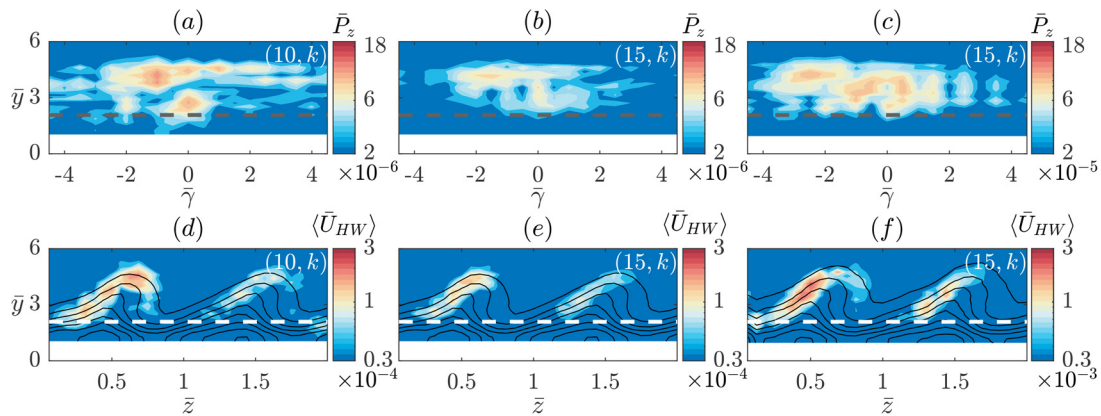 (a) P̄z (b) P̄z (c) P̄z
6 (10, k) 18 (15, k) 18 (15, k) 18
ȳ 3 6 6 6
0 2 2 2
-4 -2 0 2 4 ×10⁻⁶ -4 -2 0 2 4 ×10⁻⁶ -4 -2 0 2 4 ×10⁻⁵
γ̄ γ̄ γ̄
(d) ⟨Ū_HW⟩ (e) ⟨Ū_HW⟩ (f) ⟨Ū_HW⟩
6 (10, k) 3 (15, k) 3 (15, k) 3
ȳ 3 1 1 1
0 0.3 0.3 0.3
0.5 1 1.5 ×10⁻⁴ 0.5 1 1.5 ×10⁻⁴ 0.5 1 1.5 ×10⁻³
z̄ z̄ z̄